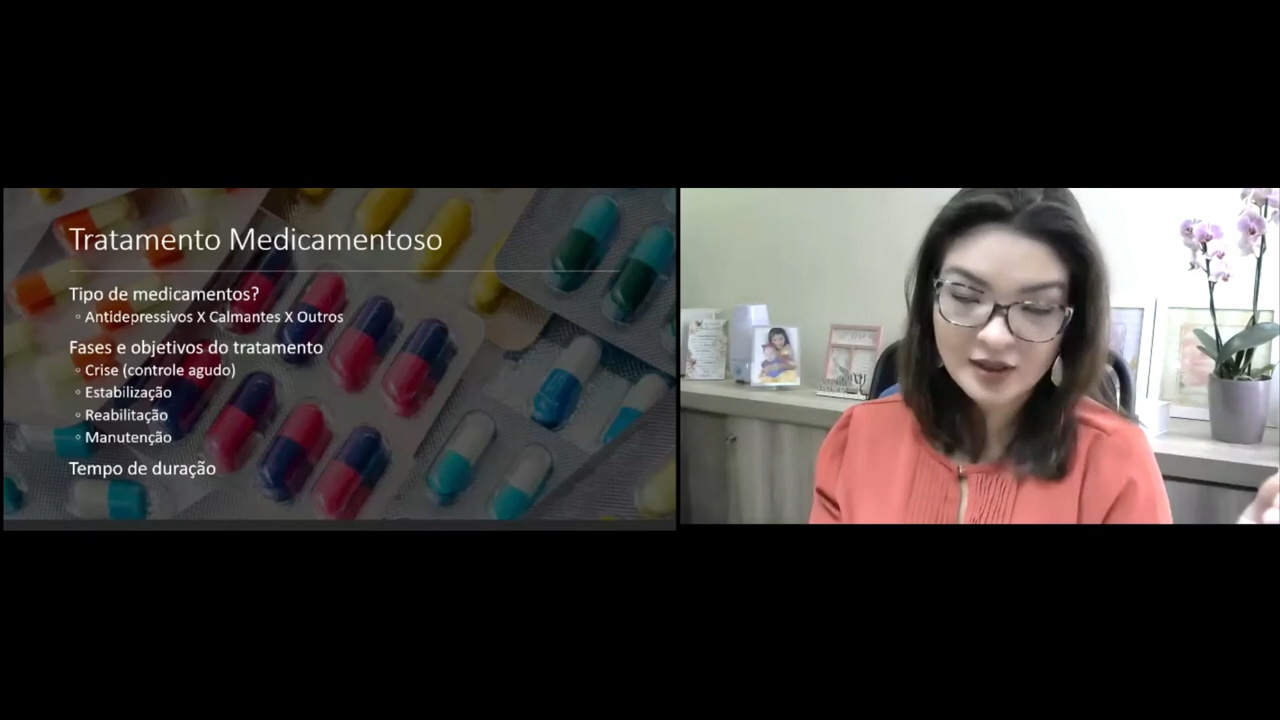 Tratamento Medicamentoso
Tipo de medicamentos?
◦ Antidepressivos X Calmantes X Outros
Fases e objetivos do tratamento
◦ Crise (controle agudo)
◦ Estabilização
◦ Reabilitação
◦ Manutenção
Tempo de duração